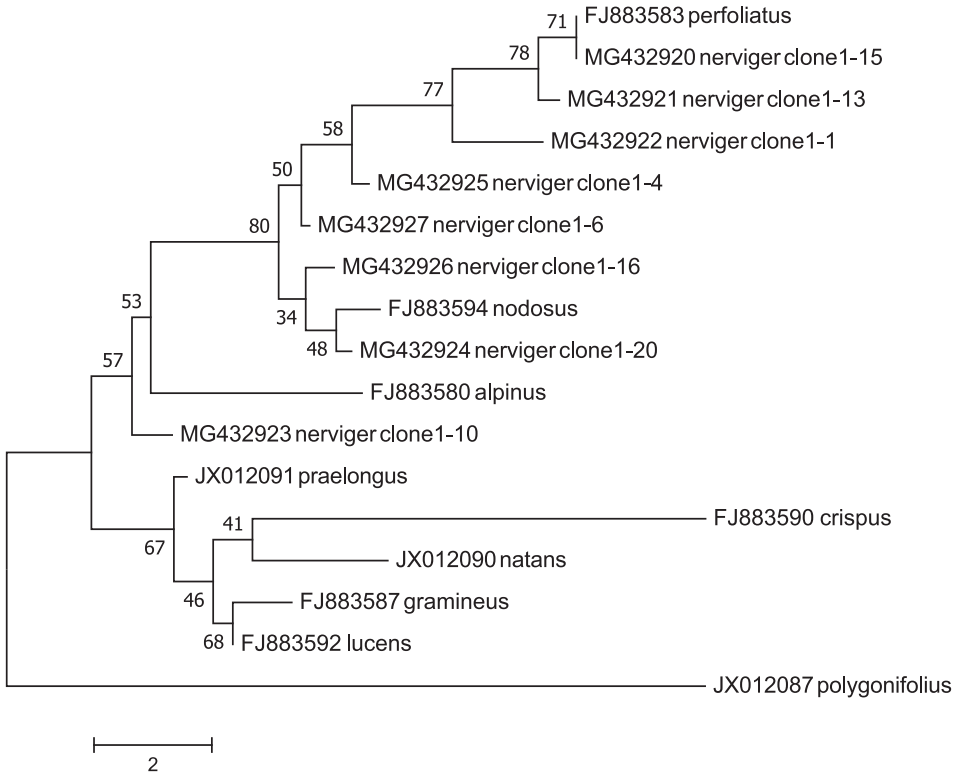 71
FJ883583 perfoliatus
MG432920 nerviger clone1-15
78
MG432921 nerviger clone1-13
77
MG432922 nerviger clone1-1
58
MG432925 nerviger clone1-4
50
MG432927 nerviger clone1-6
80
MG432926 nerviger clone1-16
FJ883594 nodosus
34
48
MG432924 nerviger clone1-20
53
FJ883580 alpinus
57
MG432923 nerviger clone1-10
JX012091 praelongus
FJ883590 crispus
41
67
JX012090 natans
46
FJ883587 gramineus
68
FJ883592 lucens
JX012087 polygonifolius
2